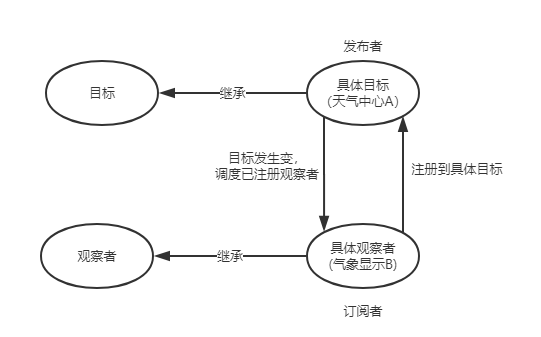 发布者
目标
继承
具体目标
(天气中心A)
目标发生变，
调度已注册观察者
注册到具体目标
观察者
继承
具体观察者
(气象显示B)
订阅者